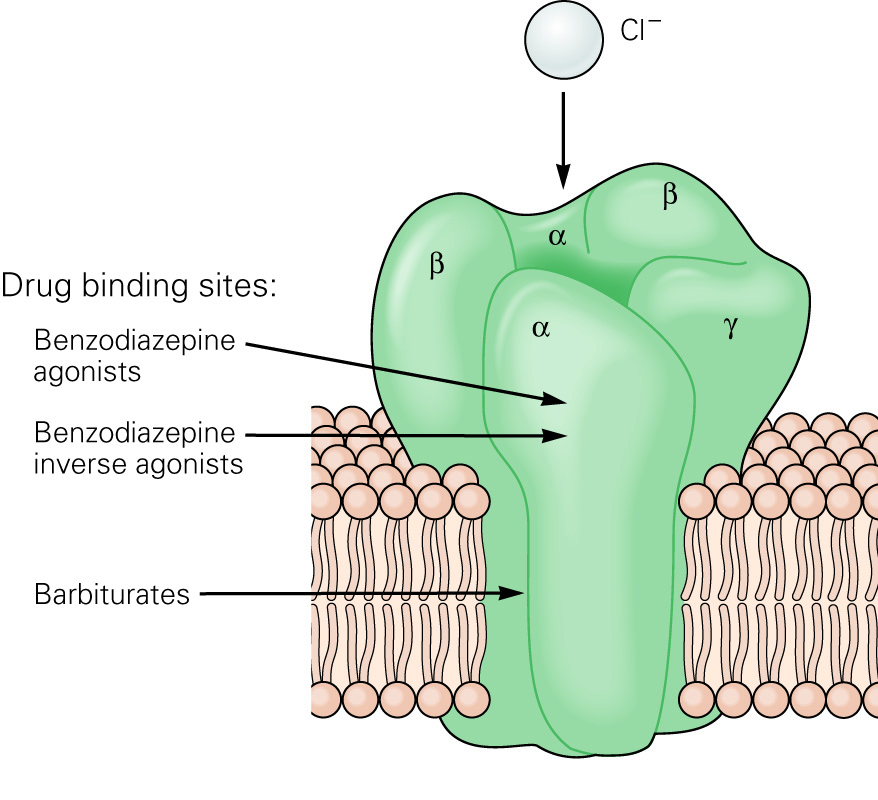 Cl⁻
β
α
β
Drug binding sites:
α
γ
Benzodiazepine
agonists
Benzodiazepine
inverse agonists
Barbiturates